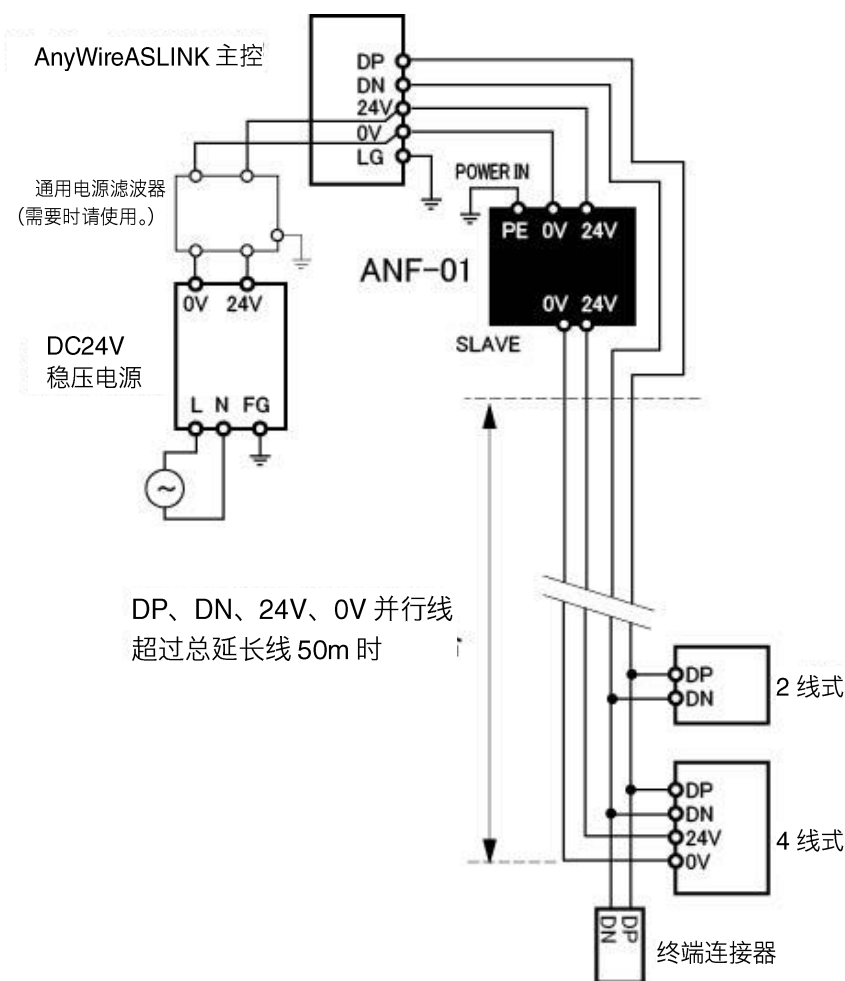 AnyWireASLINK 主控
DP
DN
24V
0V
LG
通用电源滤波器
（需要时请使用。）
POWER IN
PE 0V 24V
ANF-01
0V 24V
SLAVE
0V 24V
DC24V
稳压电源
L N FG
DP、DN、24V、0V 并行线
超过总延长线 50m 时
DP
DN
2 线式
DP
DN
24V
0V
4 线式
DN
DP
终端连接器